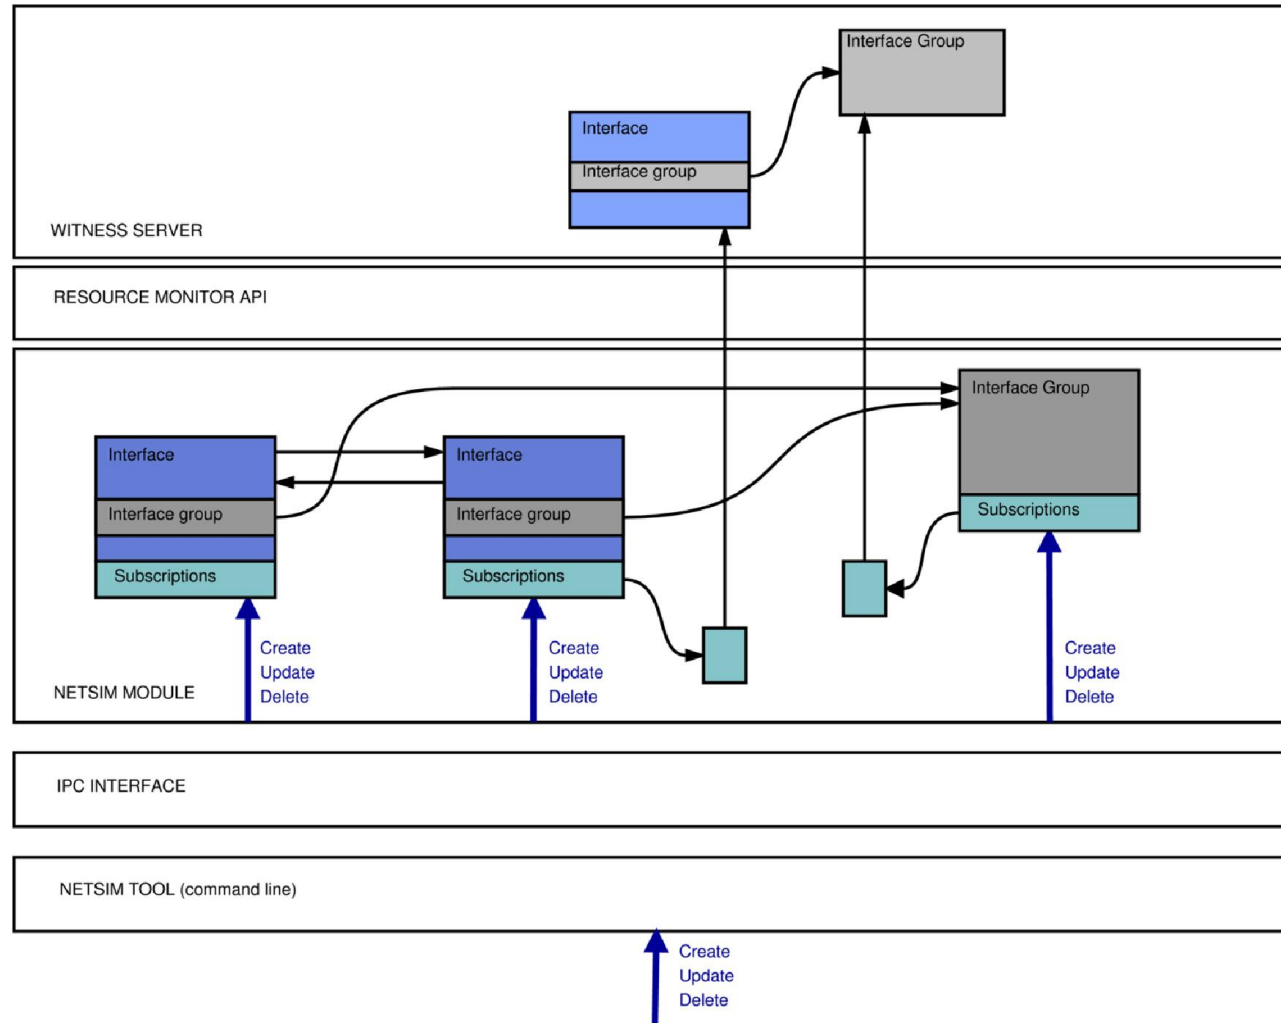 Interface Group
Interface
Interface group
WITNESS SERVER
RESOURCE MONITOR API
Interface Group
Interface
Interface
Subscriptions
Interface group
Interface group
Subscriptions
Subscriptions
Create
Update
Delete
Create
Update
Delete
Create
Update
Delete
NETSIM MODULE
IPC INTERFACE
NETSIM TOOL (command line)
Create
Update
Delete